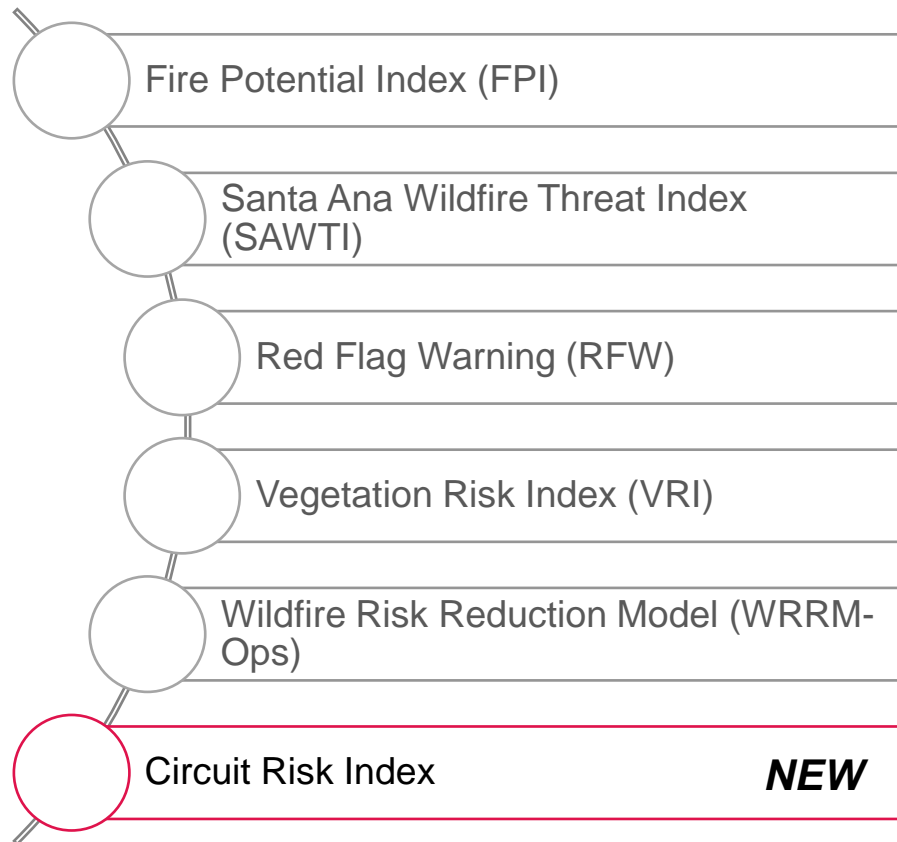 Fire Potential Index (FPI)
Santa Ana Wildfire Threat Index
(SAWTI)
Red Flag Warning (RFW)
Vegetation Risk Index (VRI)
Wildfire Risk Reduction Model (WRRM-
Ops)
Circuit Risk Index NEW